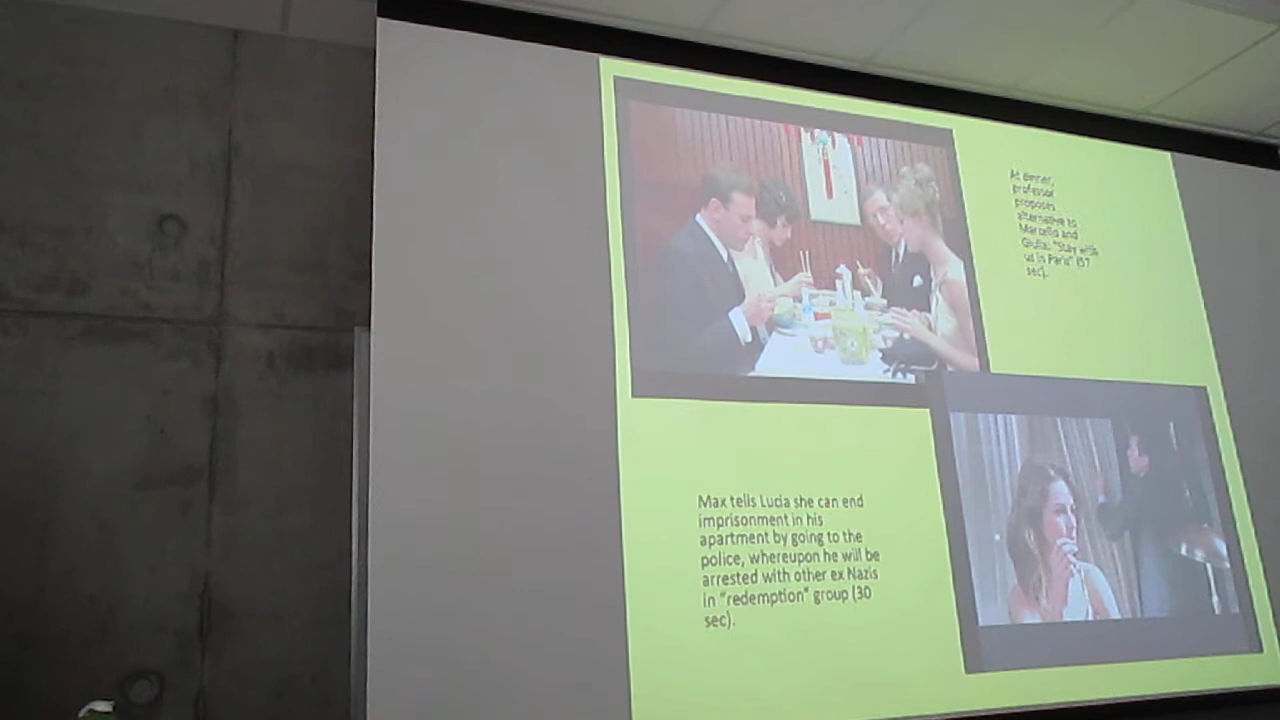 At dinner,
professor
proposes
alternative to
Marcello and
Giulia: "Stay with
us in Paris" (57
sec).
Max tells Lucia she can end
imprisonment in his
apartment by going to the
police, whereupon he will be
arrested with other ex Nazis
in "redemption" group (30
sec).